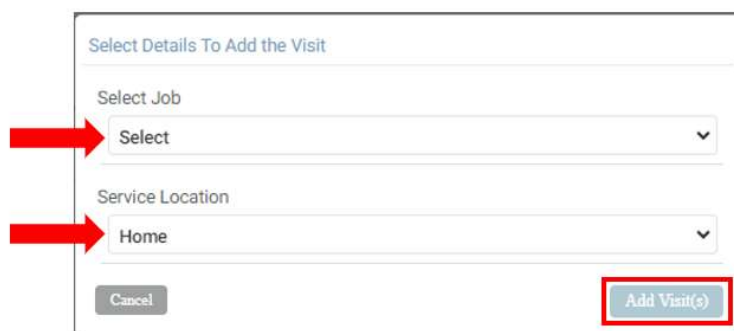 Select Details To Add the Visit
Select Job
Select
Service Location
Home
Cancel Add Visit(s)